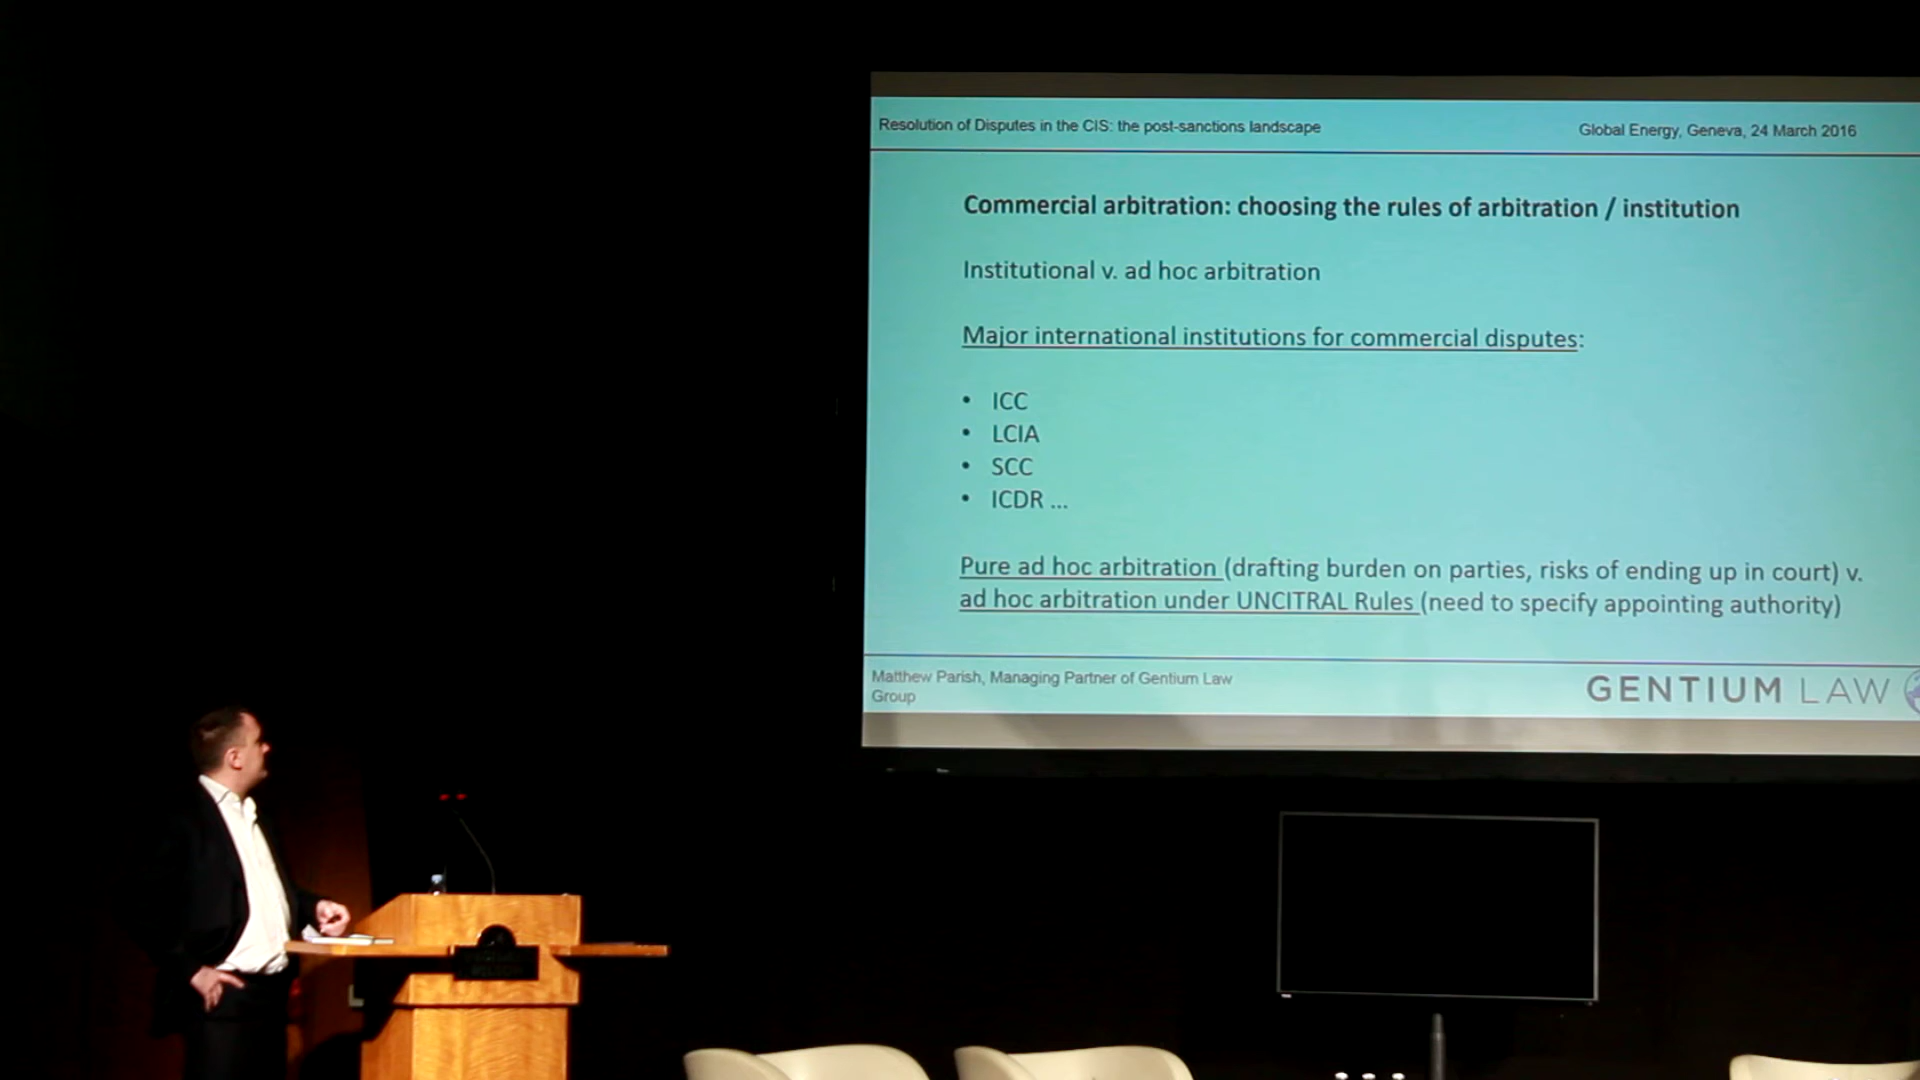 Resolution of Disputes in the CIS: the post-sanctions landscape
Global Energy, Geneva, 24 March 2016
Commercial arbitration: choosing the rules of arbitration / institution
Institutional v. ad hoc arbitration
Major international institutions for commercial disputes:
• ICC
• LCIA
• SCC
• ICDR ...
Pure ad hoc arbitration (drafting burden on parties, risks of ending up in court) v.
ad hoc arbitration under UNCITRAL Rules (need to specify appointing authority)
Matthew Parish, Managing Partner of Gentium Law
Group
GENTIUM LAW